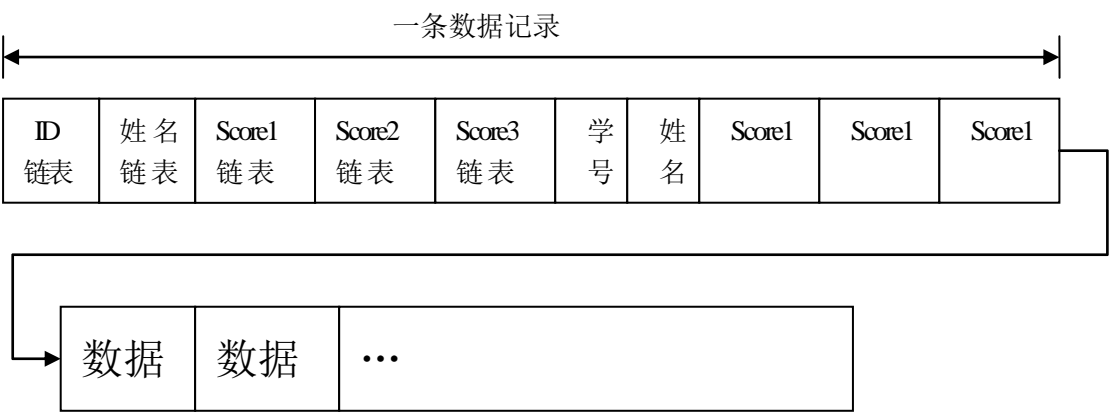 一条数据记录
ID 姓名 Score1 Score2 Score3 学 姓 Score1 Score1 Score1
链表 链表 链表 链表 链表 号 名
数据 数据 …